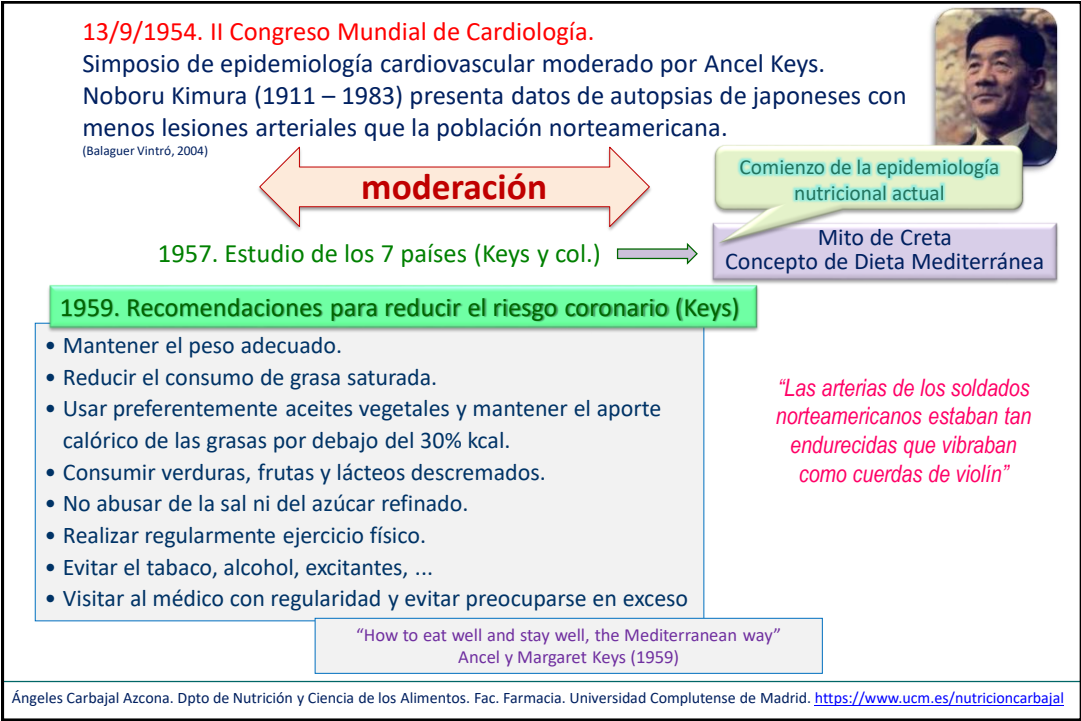 13/9/1954. II Congreso Mundial de Cardiología.
Simposio de epidemiología cardiovascular moderado por Ancel Keys.
Noboru Kimura (1911 – 1983) presenta datos de autopsias de japoneses con
menos lesiones arteriales que la población norteamericana.
(Balaguer Vintró, 2004)
moderación
Comienzo de la epidemiología
nutricional actual
1957. Estudio de los 7 países (Keys y col.)
Mito de Creta
Concepto de Dieta Mediterránea
1959. Recomendaciones para reducir el riesgo coronario (Keys)
• Mantener el peso adecuado.
• Reducir el consumo de grasa saturada.
• Usar preferentemente aceites vegetales y mantener el aporte
calórico de las grasas por debajo del 30% kcal.
• Consumir verduras, frutas y lácteos descremados.
• No abusar de la sal ni del azúcar refinado.
• Realizar regularmente ejercicio físico.
• Evitar el tabaco, alcohol, excitantes, ...
• Visitar al médico con regularidad y evitar preocuparse en exceso
“Las arterias de los soldados
norteamericanos estaban tan
endurecidas que vibraban
como cuerdas de violín”
“How to eat well and stay well, the Mediterranean way”
Ancel y Margaret Keys (1959)
Ángeles Carbajal Azcona. Dpto de Nutrición y Ciencia de los Alimentos. Fac. Farmacia. Universidad Complutense de Madrid. https://www.ucm.es/nutricioncarbajal